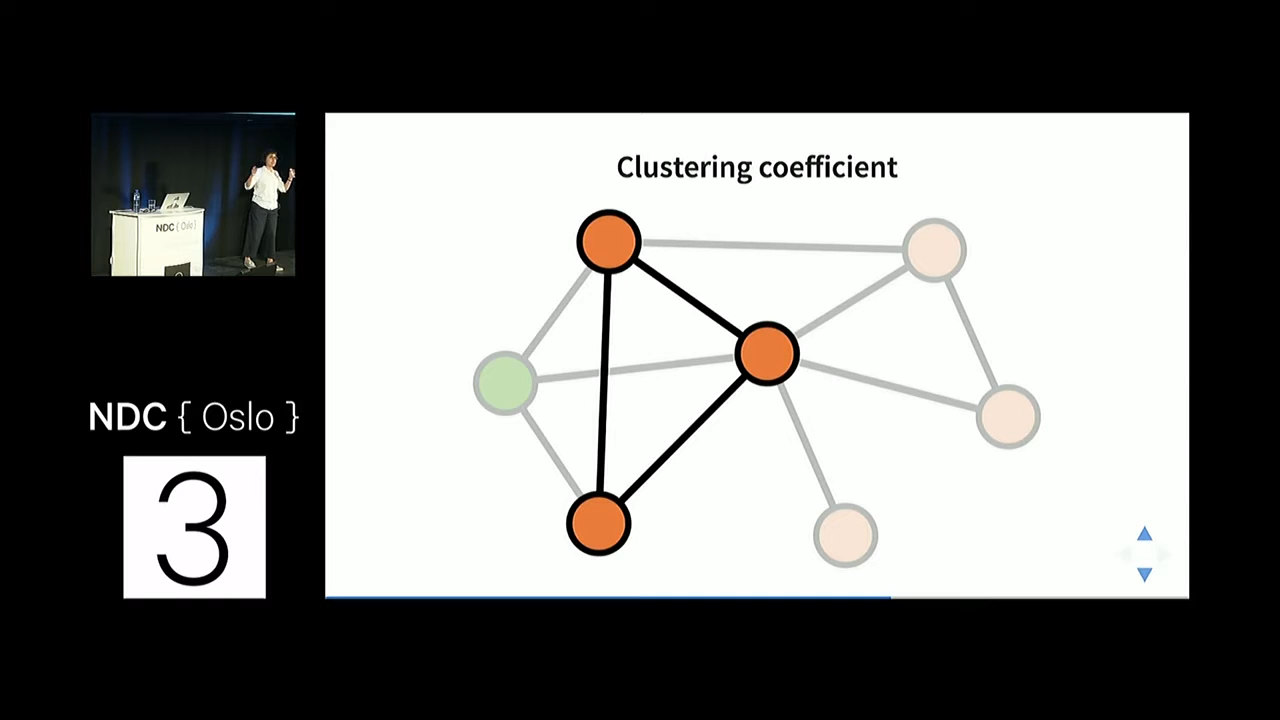 Clustering coefficient
NDC { Oslo }
NDC { Oslo }
3